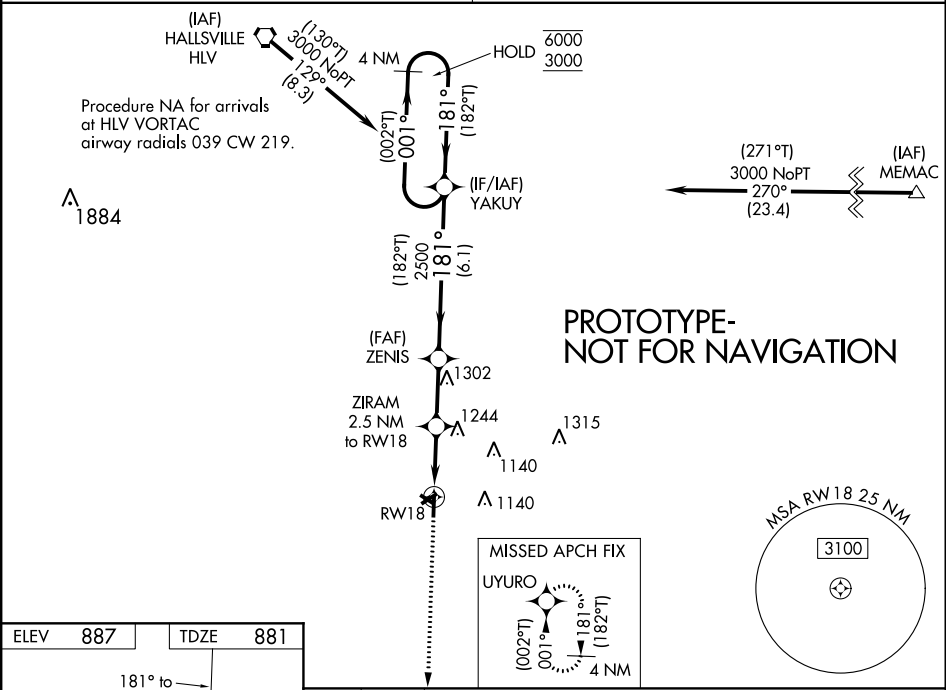 (IAF)
HALLSVILLE
HLV
(130°T)
3000 NoPT
129°
(8.3)
4 NM
HOLD
6000
3000
(002°T)
001°
181°
(182°T)
Procedure NA for arrivals
at HLV VORTAC
airway radials 039 CW 219.
1884
(IF/IAF)
YAKUY
(271°T)
3000 NoPT
270°
(23.4)
(IAF)
MEMAC
(182°T)
2500
181°
(6.1)
PROTOTYPE-
NOT FOR NAVIGATION
(FAF)
ZENIS
1302
ZIRAM
2.5 NM
to RW18
1244
1315
1140
RW18
1140
MISSED APCH FIX
UYURO
(002°T)
001°
181°
(182°T)
4 NM
MSA RW18 25 NM
3100
ELEV 887
TDZE 881
181° to